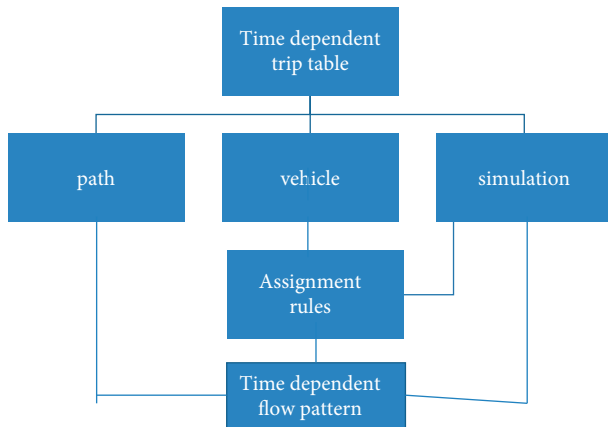 Time dependent
trip table
path
vehicle
simulation
Assignment
rules
Time dependent
flow pattern